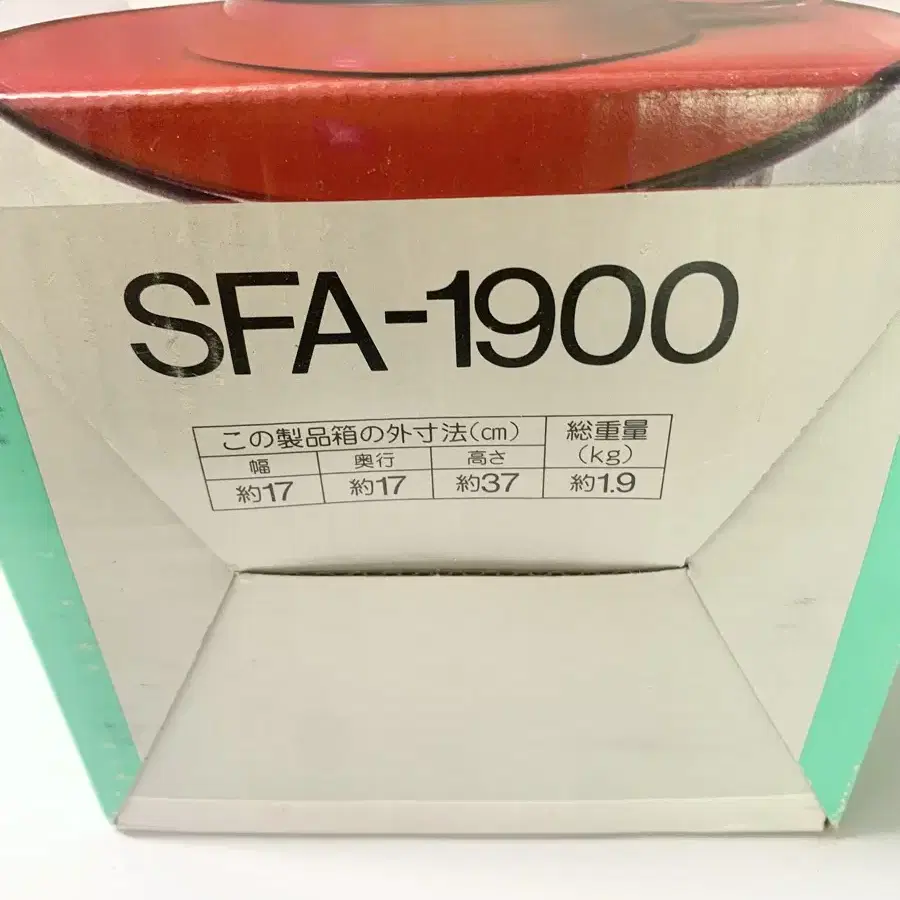 SFA-1900
この製品箱の外寸法(cm) 総重量(kg)
幅 奥行 高さ
約17 約17 約37 約1.9